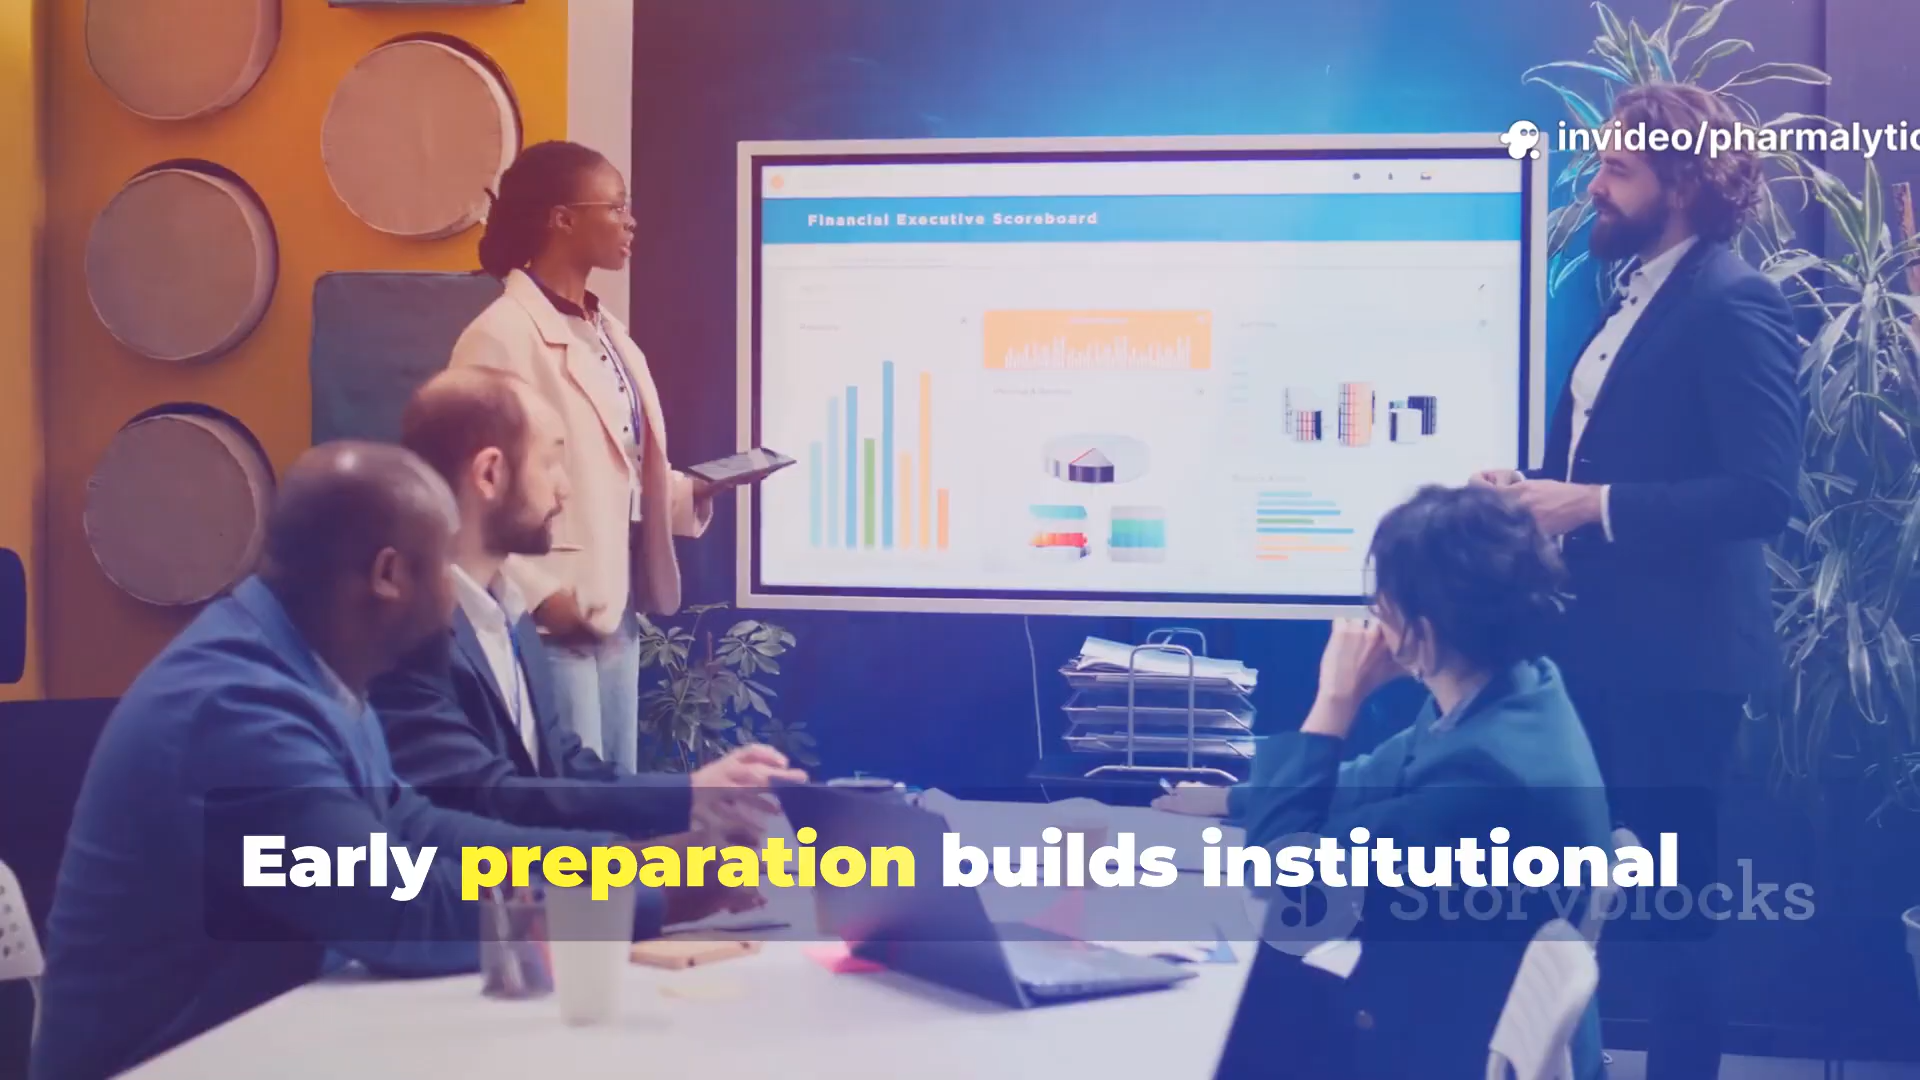 invideo/pharmalytic
Financial Executive Scoreboard
Early preparation builds institutional
Storyblocks